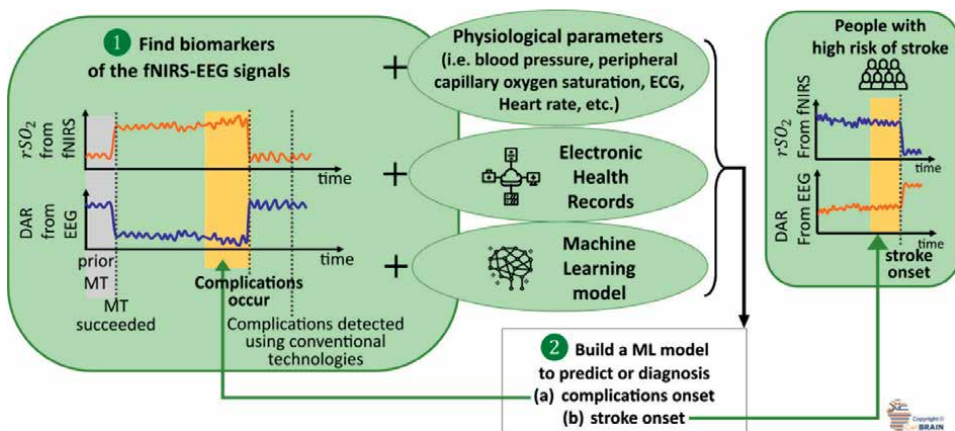 1 Find biomarkers
of the fNIRS-EEG signals
rSO2
from
fNIRS
time
DAR
from
EEG
time
prior
MT
MT
succeeded
Complications
occur
Complications detected
using conventional
technologies
+
Physiological parameters
(i.e. blood pressure, peripheral
capillary oxygen saturation, ECG,
Heart rate, etc.)
+
Electronic
Health
Records
+
Machine
Learning
model
2 Build a ML model
to predict or diagnosis
(a) complications onset
(b) stroke onset
People with
high risk of stroke
rSO2
From fNIRS
time
DAR
From EEG
time
stroke
onset
Copyright ©
BRAIN